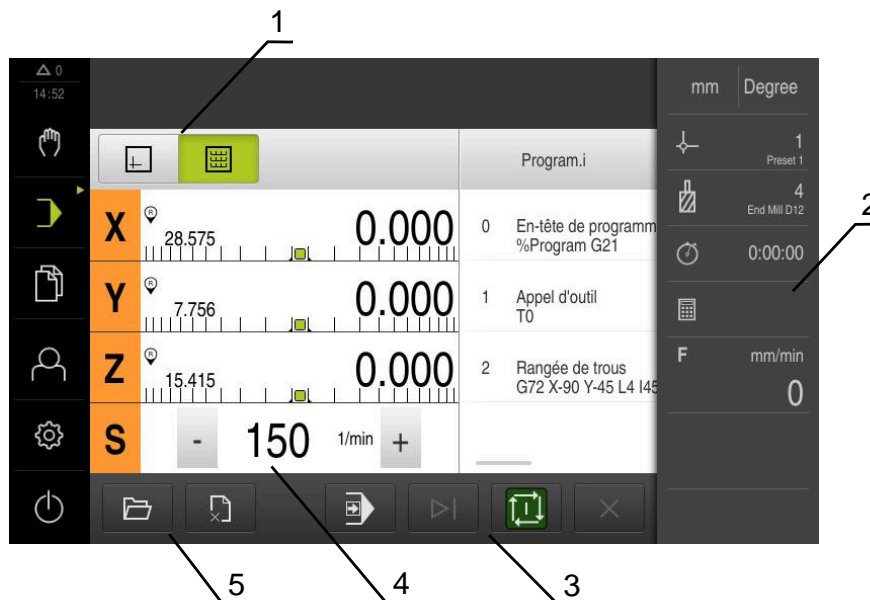 1
0
14:52
mm Degree
Program.i
1
Preset 1
4
End Mill D12
2
X R 28.575 0.000
0 En-tête de programm
%Program G21
0:00:00
Y R 7.756 0.000
1 Appel d'outil
T0
Z R 15.415 0.000
2 Rangée de trous
G72 X-90 Y-45 L4 I45
F mm/min
0
S - 150 1/min +
5 4 3